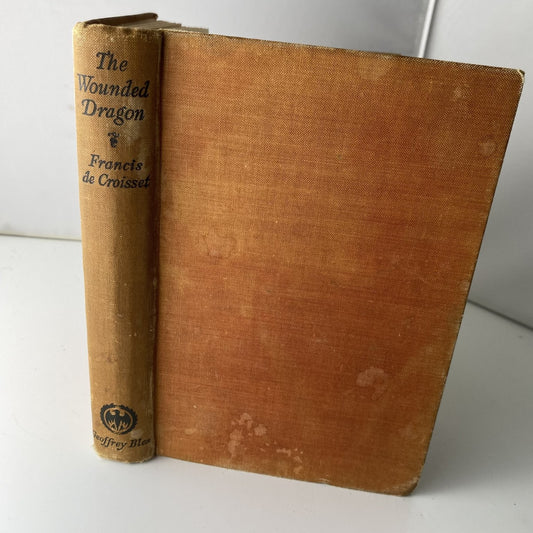 The
Wounded
Dragon
Francis
de Croisset
Geoffrey Bles